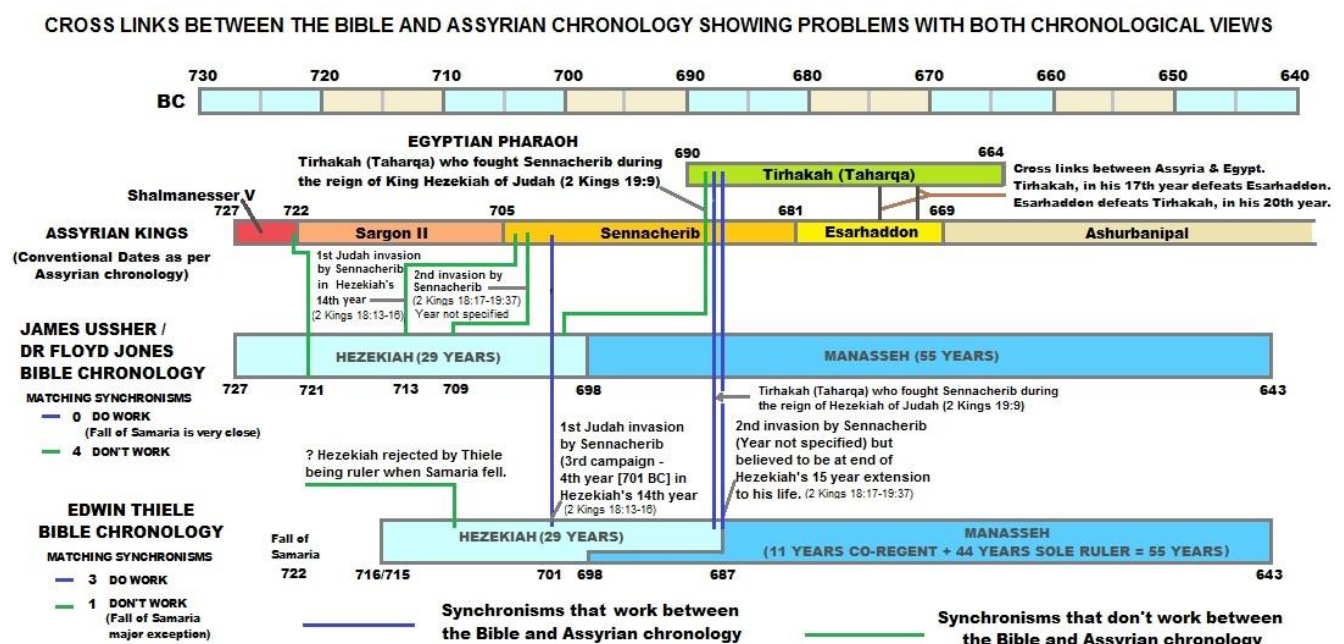 CROSS LINKS BETWEEN THE BIBLE AND ASSYRIAN CHRONOLOGY SHOWING PROBLEMS WITH BOTH CHRONOLOGICAL VIEWS
730 720 710 700 690 680 670 660 650 640
BC
EGYPTIAN PHARAOH
Tirhakah (Taharqa) who fought Sennacherib during
the reign of King Hezekiah of Judah (2 Kings 19:9)
690 664
Tirhakah (Taharqa)
Cross links between Assyria & Egypt.
Tirhakah, in his 17th year defeats Esarhaddon.
Esarhaddon defeats Tirhakah, in his 20th year.
Shalmanesser V
727 722 705 681 669
ASSYRIAN KINGS
(Conventional Dates as per
Assyrian chronology)
Sargon II Sennacherib Esarhaddon Ashurbanipal
1st Judah invasion
by Sennacherib
in Hezekiah's
14th year
(2 Kings 18:13-16)
2nd invasion by
Sennacherib
(2 Kings 18:17-19:37)
Year not specified
JAMES USSHER /
DR FLOYD JONES
BIBLE CHRONOLOGY
HEZEKIAH (29 YEARS) MANASSEH (55 YEARS)
727 721 713 709 698 643
MATCHING SYNCHRONISMS
0 DO WORK
(Fall of Samaria is very close)
4 DON'T WORK
Tirhakah (Taharqa) who fought Sennacherib during
the reign of Hezekiah of Judah (2 Kings 19:9)
? Hezekiah rejected by Thiele
being ruler when Samaria fell.
1st Judah invasion
by Sennacherib
(3rd campaign -
4th year [701 BC] in
Hezekiah's 14th year
(2 Kings 18:13-16)
2nd invasion by Sennacherib
(Year not specified) but
believed to be at end of
Hezekiah's 15 year extension
to his life. (2 Kings 18:17-19:37)
EDWIN THIELE
BIBLE CHRONOLOGY
MATCHING SYNCHRONISMS
3 DO WORK
1 DON'T WORK
(Fall of Samaria
major exception)
Fall of
Samaria
722
HEZEKIAH (29 YEARS)
MANASSEH
(11 YEARS CO-REGENT + 44 YEARS SOLE RULER = 55 YEARS)
716/715 701 698 687 643
Synchronisms that work between
the Bible and Assyrian chronology
Synchronisms that don't work between
the Bible and Assyrian chronology